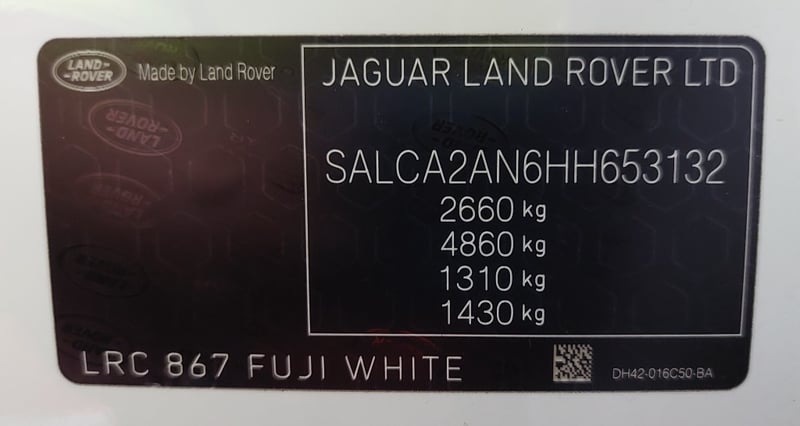 LAND-
-ROVER
Made by Land Rover
JAGUAR LAND ROVER LTD
SALCA2AN6HH653132
2660 kg
4860 kg
1310 kg
1430 kg
LRC 867 FUJI WHITE
DH42-016C50-BA